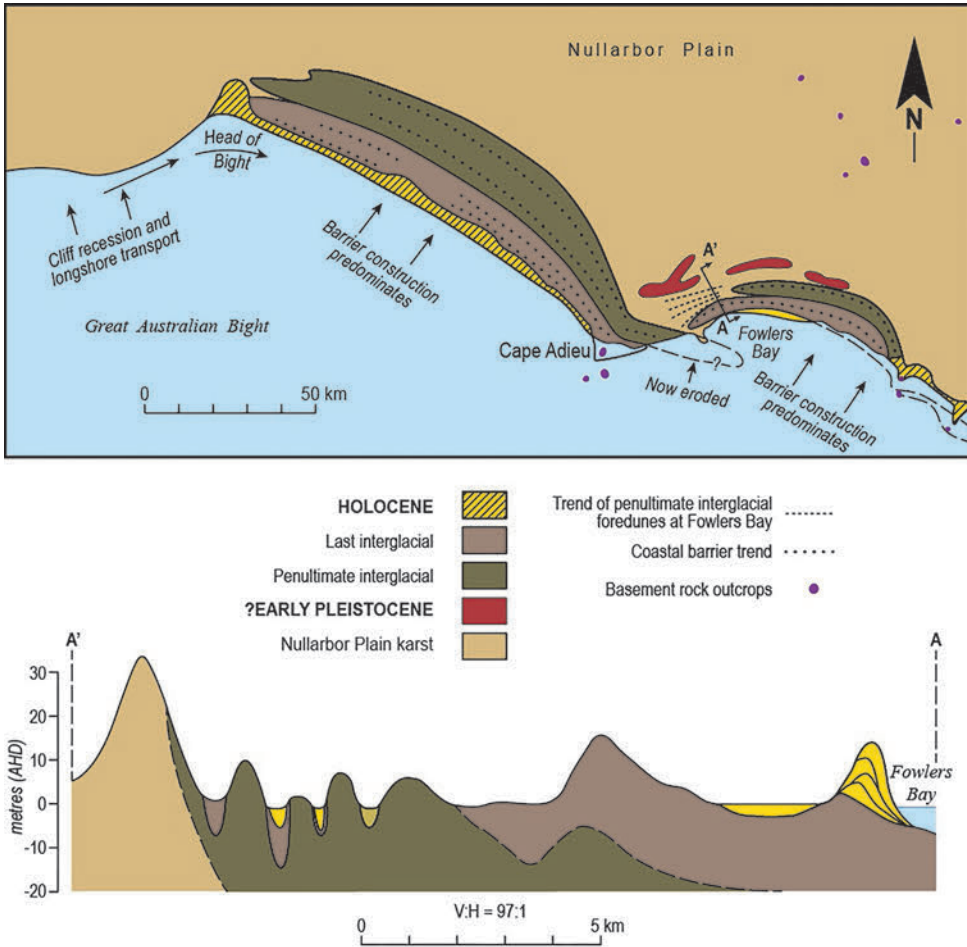 Nullarbor Plain
N
Head of
Bight
Cliff recession and
longshore transport
Barrier construction
predominates
Great Australian Bight
0 50 km
Cape Adieu
A'
A
Fowlers
Bay
?
Now eroded
Barrier construction
predominates
HOLOCENE
Last interglacial
Penultimate interglacial
?EARLY PLEISTOCENE
Nullarbor Plain karst
Trend of penultimate interglacial
foredunes at Fowlers Bay
Coastal barrier trend
Basement rock outcrops
A'
A
30
20
10
0
-10
-20
metres (AHD)
Fowlers
Bay
V:H = 97:1
0 5 km